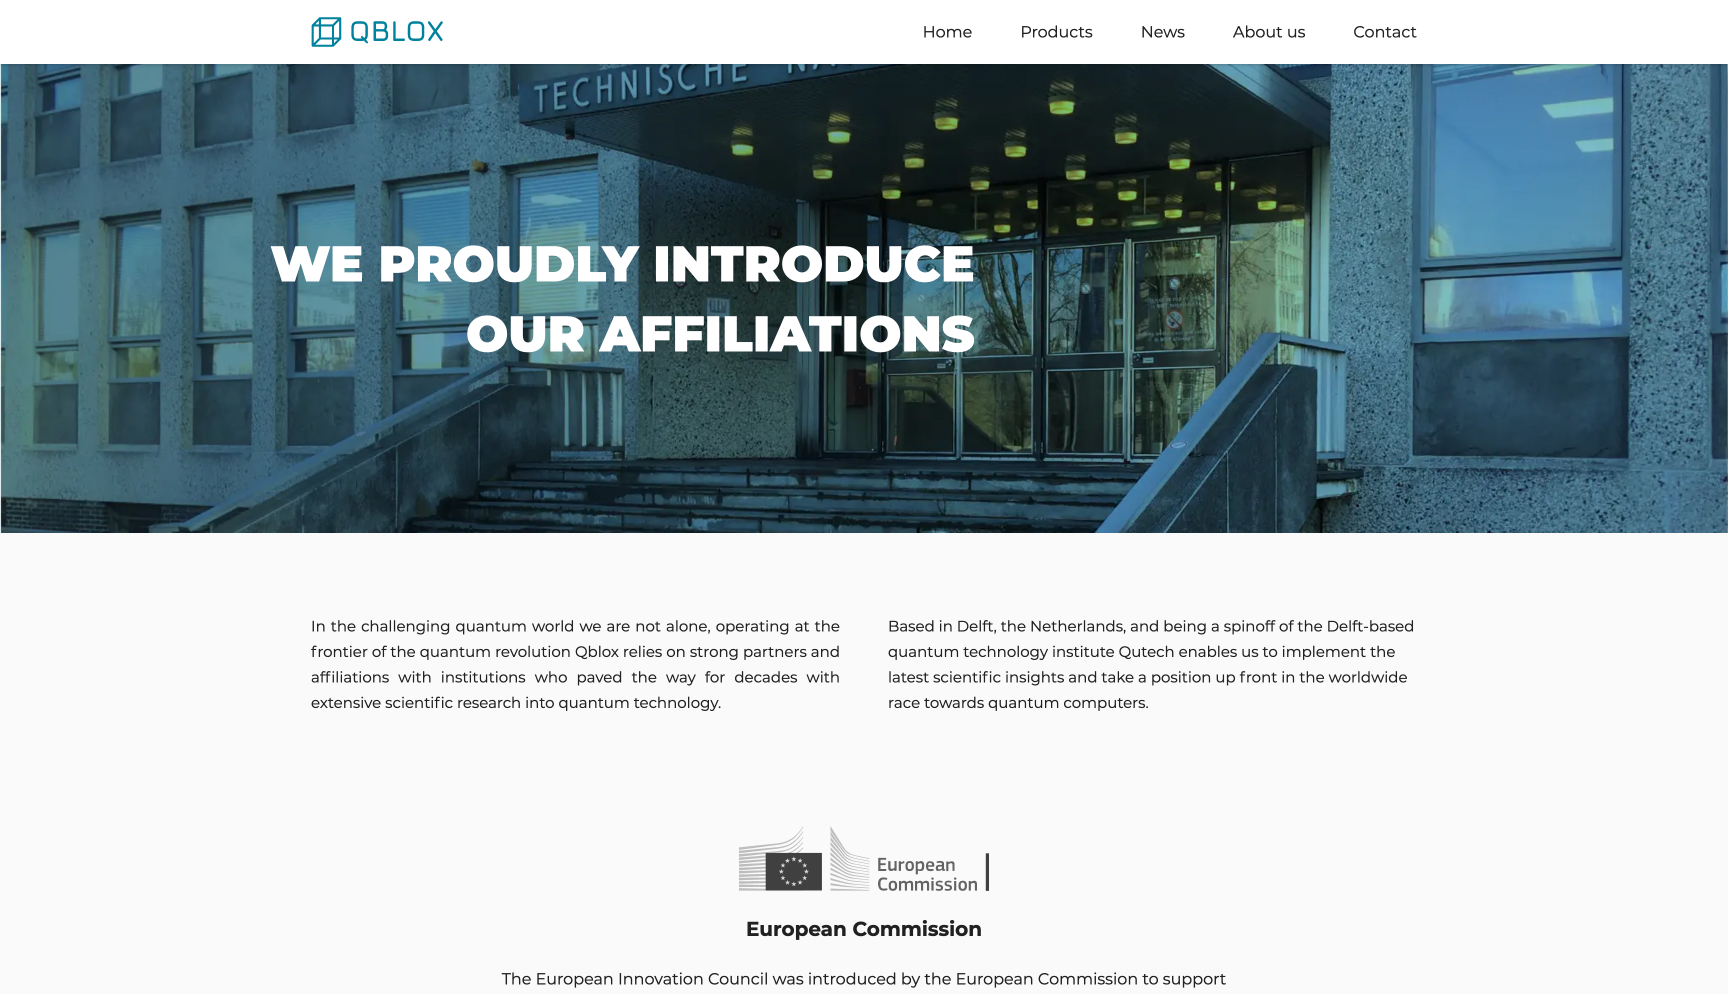 QBLOX
Home Products News About us Contact
TECHNISCHE
WE PROUDLY INTRODUCE
OUR AFFILIATIONS
In the challenging quantum world we are not alone, operating at the
frontier of the quantum revolution Qblox relies on strong partners and
affiliations with institutions who paved the way for decades with
extensive scientific research into quantum technology.
Based in Delft, the Netherlands, and being a spinoff of the Delft-based
quantum technology institute Qutech enables us to implement the
latest scientific insights and take a position up front in the worldwide
race towards quantum computers.
European
Commission
European Commission
The European Innovation Council was introduced by the European Commission to support